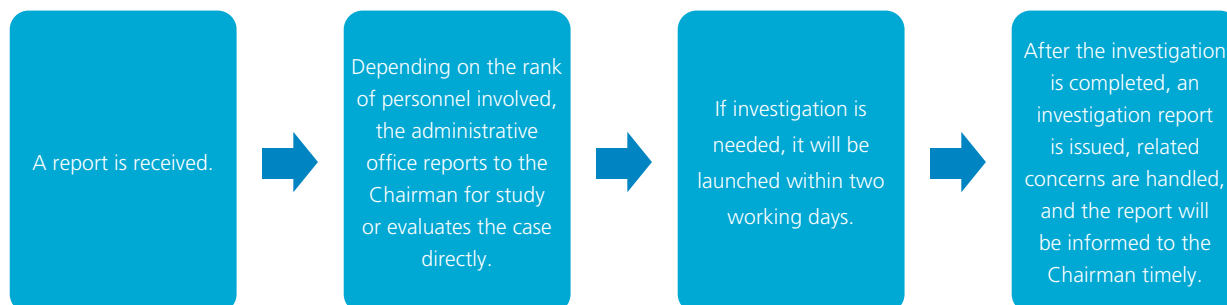 A report is received.
Depending on the rank
of personnel involved,
the administrative
office reports to the
Chairman for study
or evaluates the case
directly.
If investigation is
needed, it will be
launched within two
working days.
After the investigation
is completed, an
investigation report
is issued, related
concerns are handled,
and the report will
be informed to the
Chairman timely.